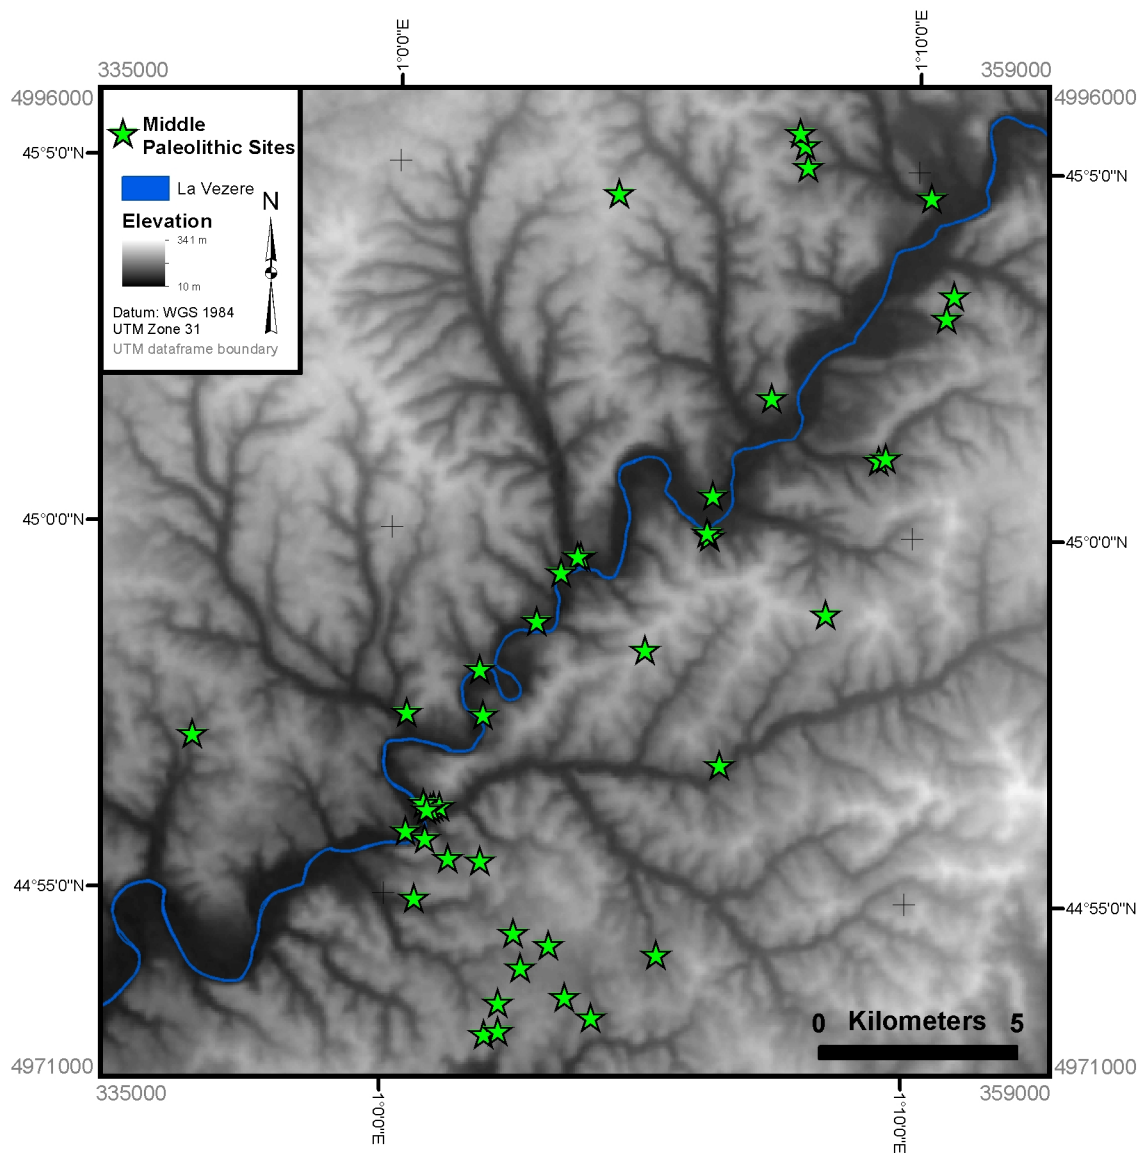 1°0'0"E
1°10'0"E
335000
359000
4996000
4996000
Middle
Paleolithic Sites
45°5'0"N
45°5'0"N
La Vezere
N
Elevation
341 m
10 m
Datum: WGS 1984
UTM Zone 31
UTM dataframe boundary
45°0'0"N
45°0'0"N
44°55'0"N
44°55'0"N
0 Kilometers 5
4971000
4971000
335000
359000
1°0'0"E
1°10'0"E